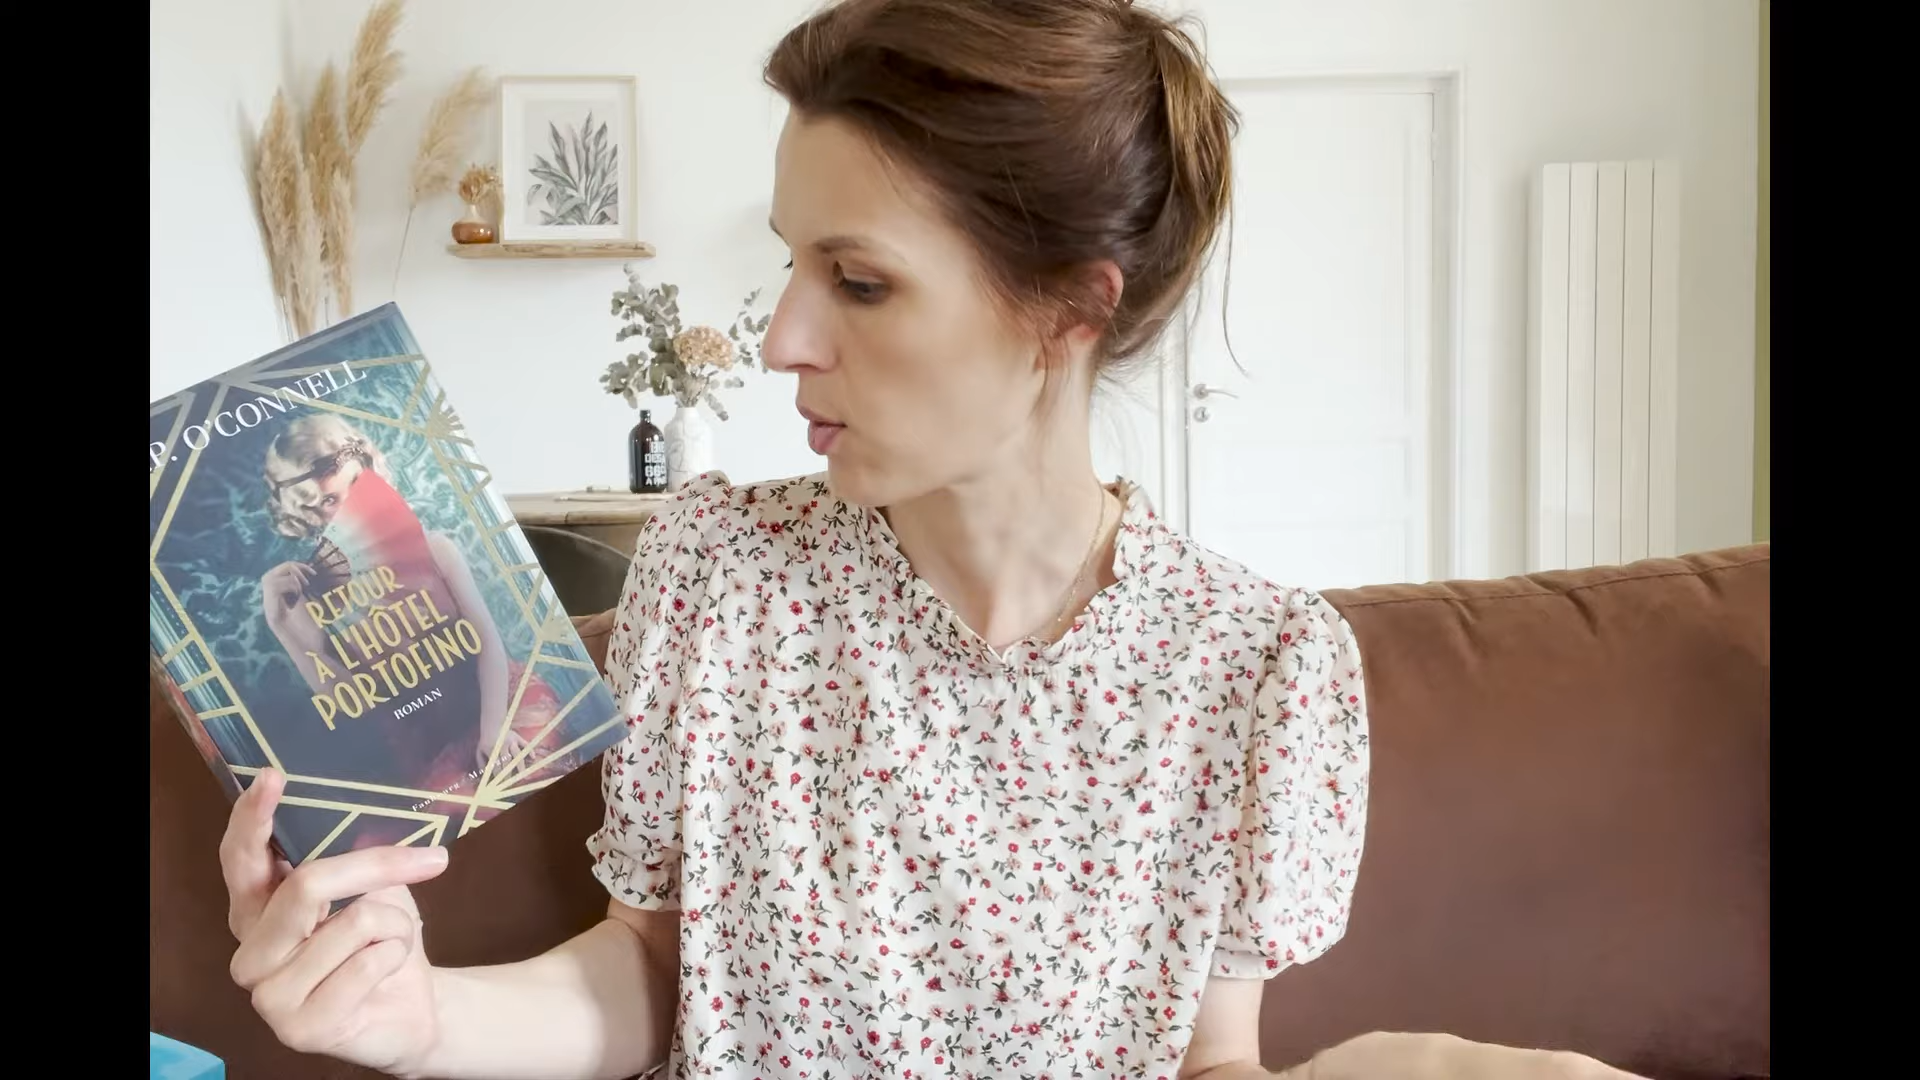 .P. O'CONNELL
RETOUR
À L'HÔTEL
PORTOFINO
ROMAN